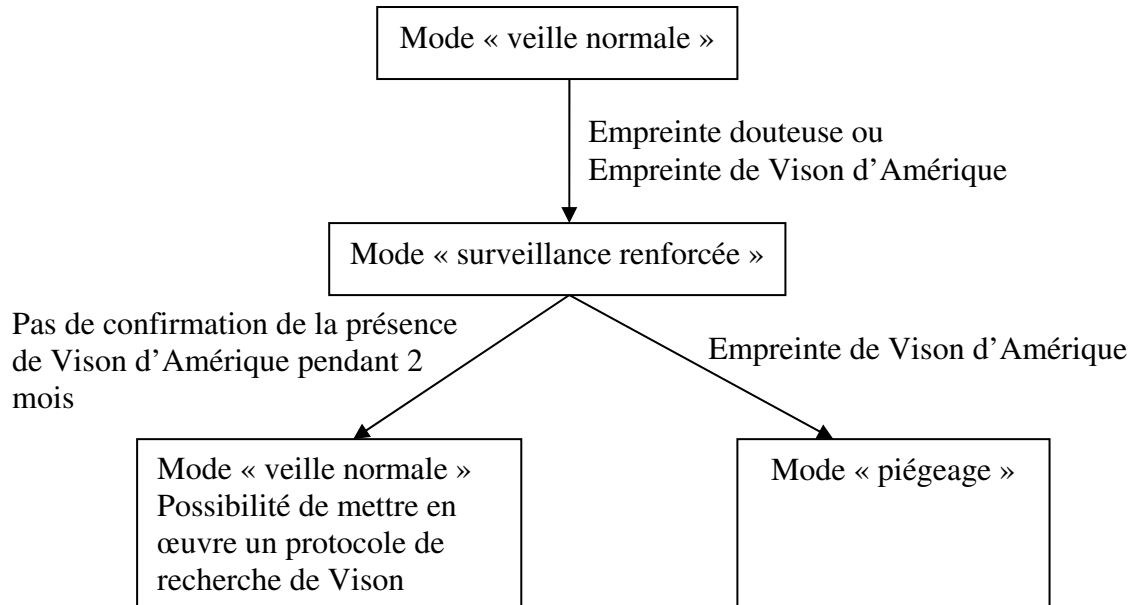 Mode « veille normale »
Empreinte douteuse ou
Empreinte de Vison d’Amérique
Mode « surveillance renforcée »
Pas de confirmation de la présence
de Vison d’Amérique pendant 2
mois
Empreinte de Vison d’Amérique
Mode « veille normale »
Possibilité de mettre en
œuvre un protocole de
recherche de Vison
Mode « piégeage »